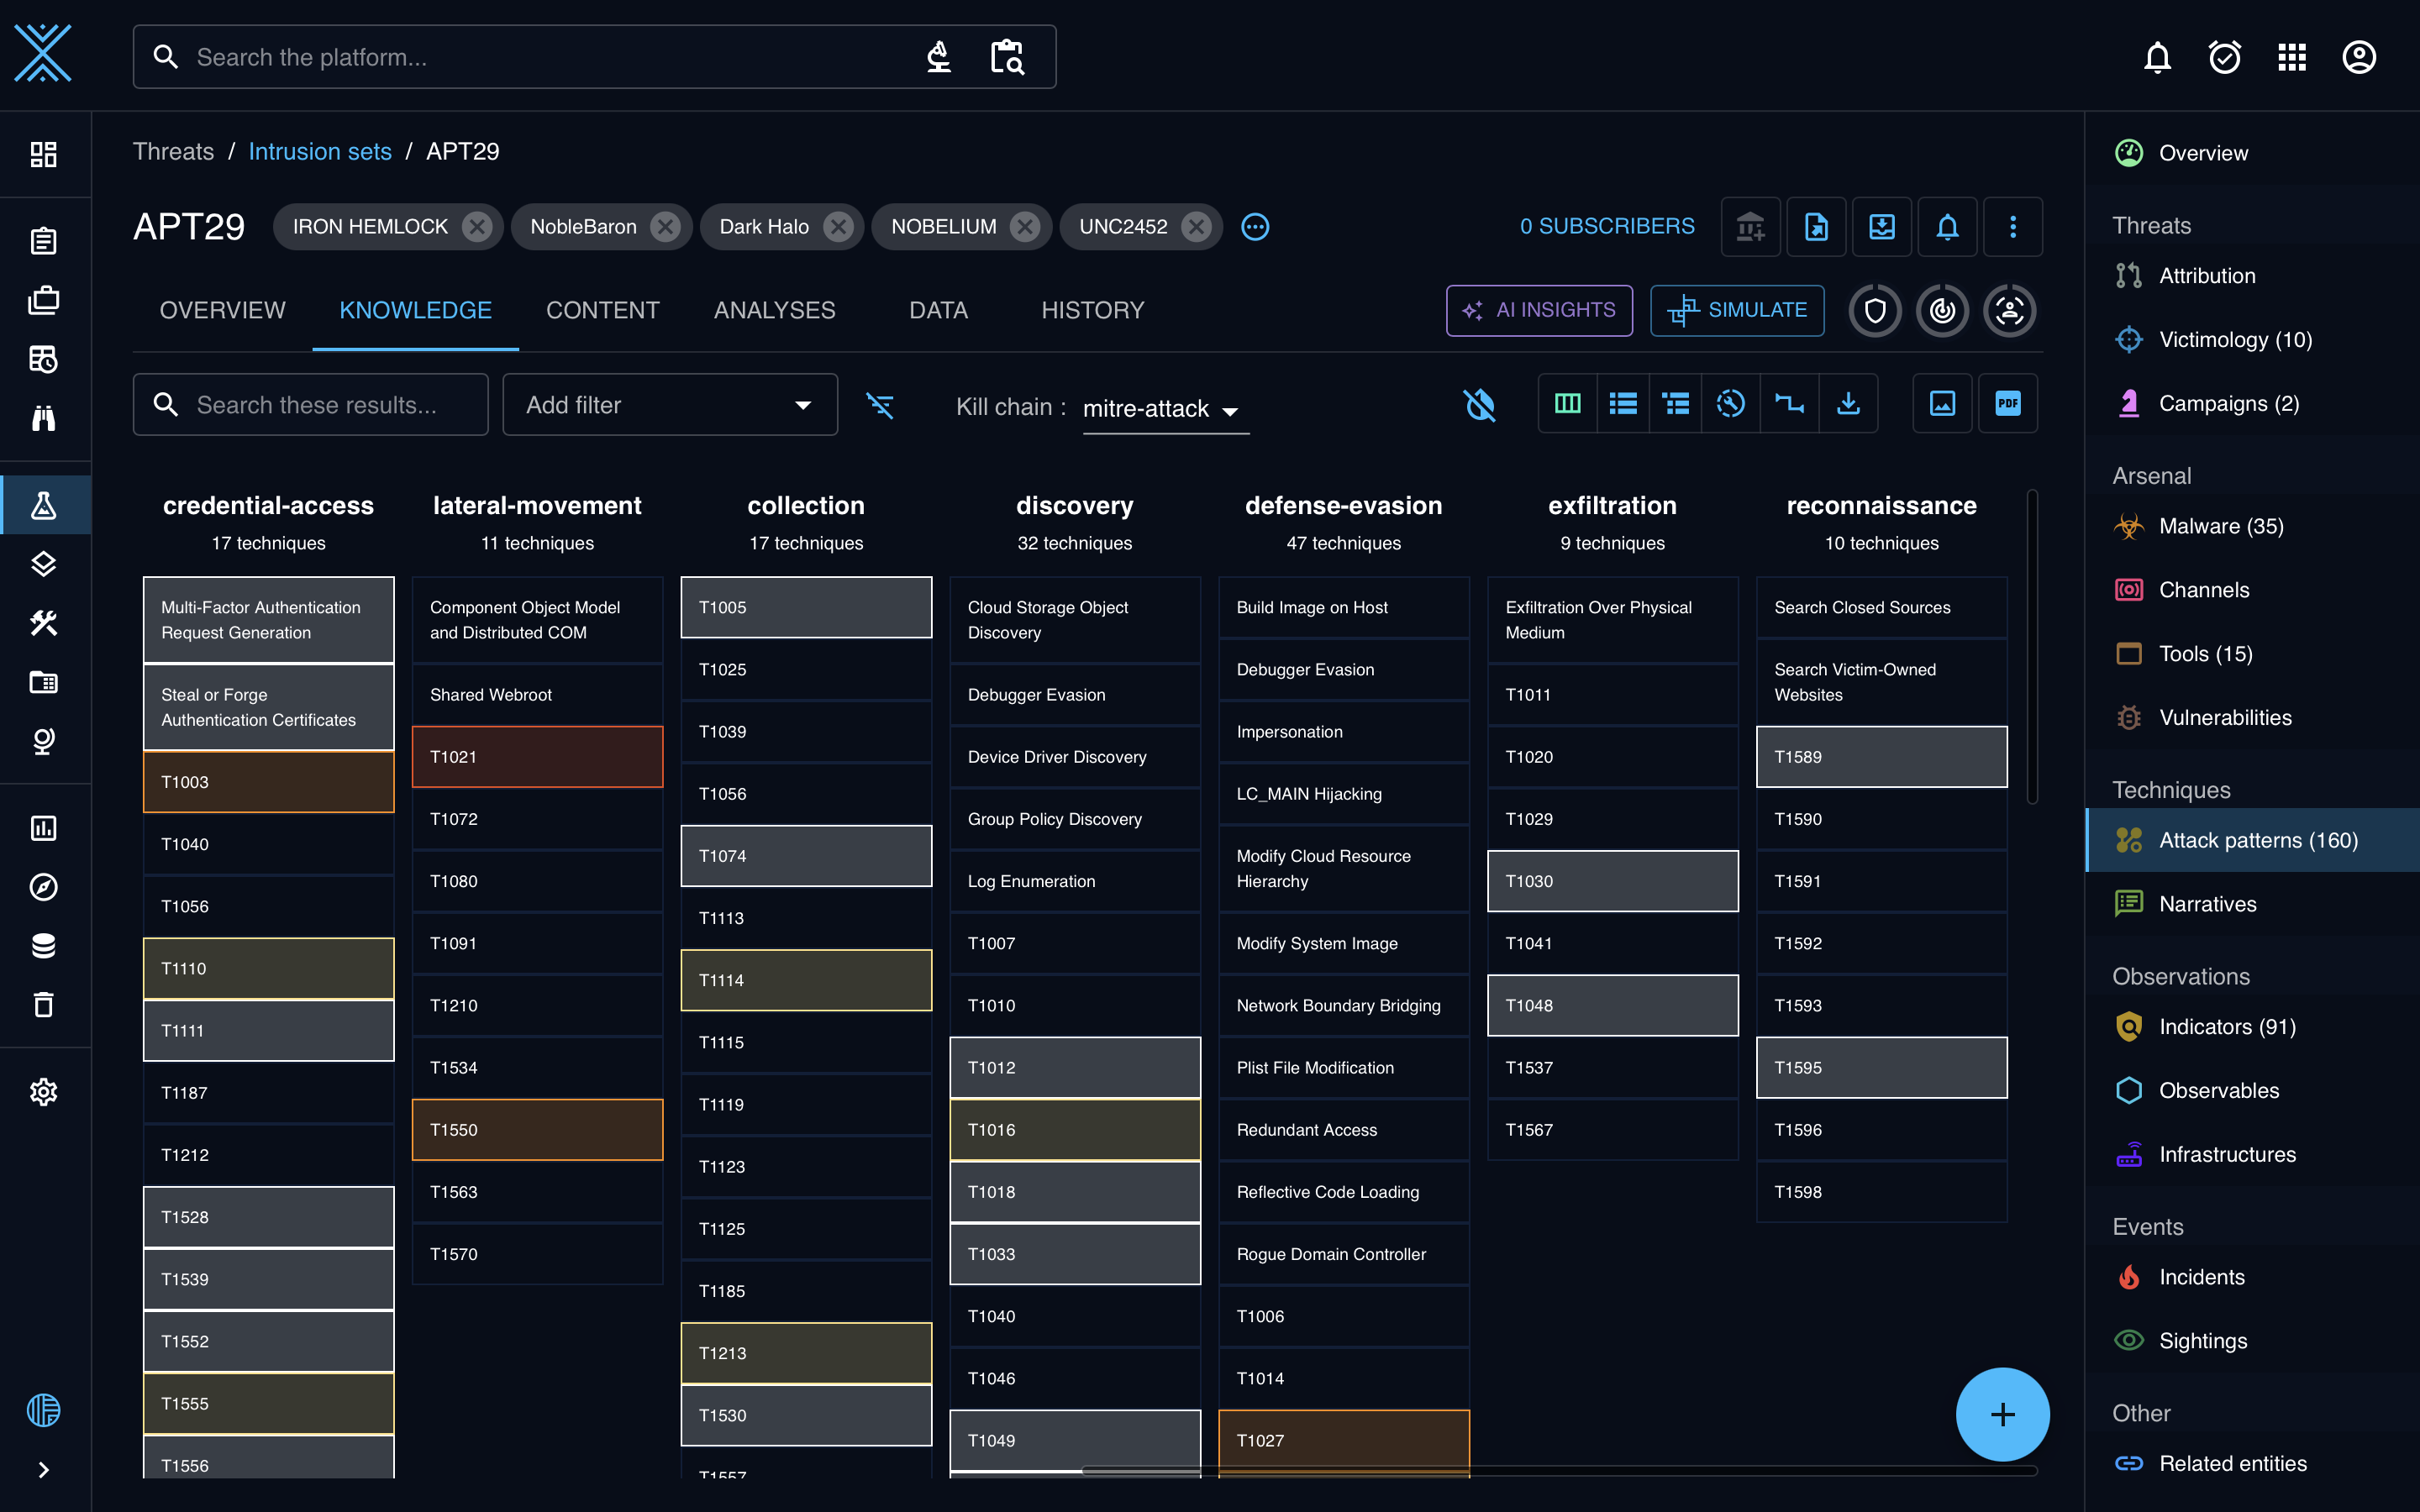 Search the platform...
Threats / Intrusion sets / APT29
APT29
IRON HEMLOCK
NobleBaron
Dark Halo
NOBELIUM
UNC2452
0 SUBSCRIBERS
OVERVIEW
KNOWLEDGE
CONTENT
ANALYSES
DATA
HISTORY
AI INSIGHTS
SIMULATE
Search these results...
Add filter
Kill chain :
mitre-attack
PDF
credential-access
17 techniques
Multi-Factor Authentication
Request Generation
Steal or Forge
Authentication Certificates
T1003
T1040
T1056
T1110
T1111
T1187
T1212
T1528
T1539
T1552
T1555
T1556
lateral-movement
11 techniques
Component Object Model
and Distributed COM
Shared Webroot
T1021
T1072
T1080
T1091
T1210
T1534
T1550
T1563
T1570
collection
17 techniques
T1005
T1025
T1039
T1056
T1074
T1113
T1114
T1115
T1119
T1123
T1125
T1185
T1213
T1530
T1557
discovery
32 techniques
Cloud Storage Object
Discovery
Debugger Evasion
Device Driver Discovery
Group Policy Discovery
Log Enumeration
T1007
T1010
T1012
T1016
T1018
T1033
T1040
T1046
T1049
defense-evasion
47 techniques
Build Image on Host
Debugger Evasion
Impersonation
LC_MAIN Hijacking
Modify Cloud Resource
Hierarchy
Modify System Image
Network Boundary Bridging
Plist File Modification
Redundant Access
Reflective Code Loading
Rogue Domain Controller
T1006
T1014
T1027
exfiltration
9 techniques
Exfiltration Over Physical
Medium
T1011
T1020
T1029
T1030
T1041
T1048
T1537
T1567
reconnaissance
10 techniques
Search Closed Sources
Search Victim-Owned
Websites
T1589
T1590
T1591
T1592
T1593
T1595
T1596
T1598
Overview
Threats
Attribution
Victimology (10)
Campaigns (2)
Arsenal
Malware (35)
Channels
Tools (15)
Vulnerabilities
Techniques
Attack patterns (160)
Narratives
Observations
Indicators (91)
Observables
Infrastructures
Events
Incidents
Sightings
Other
Related entities